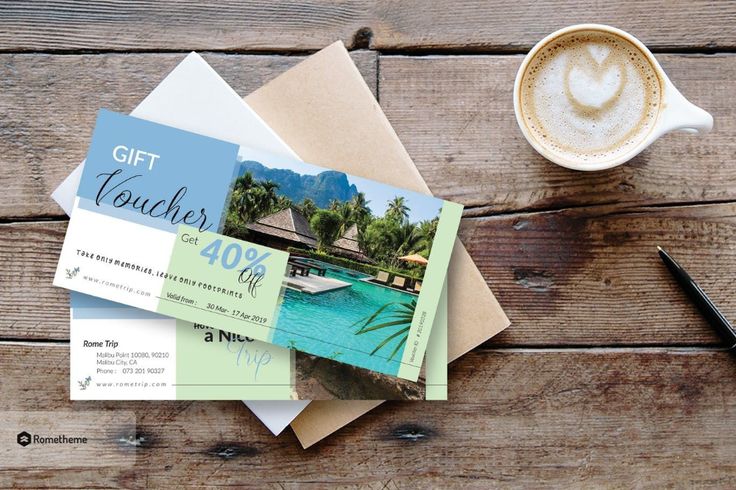 GIFT
Voucher
Get
40%
Off
Take only memories, leave only footprints
www.rometrip.com
Valid from : 30 Mar- 17 Apr 2019
a Nice
Trip
Rome Trip
Malibu Point 10080, 90210
Malibu City, CA
Phone : 073 201 90327
www.rometrip.com
Rometheme